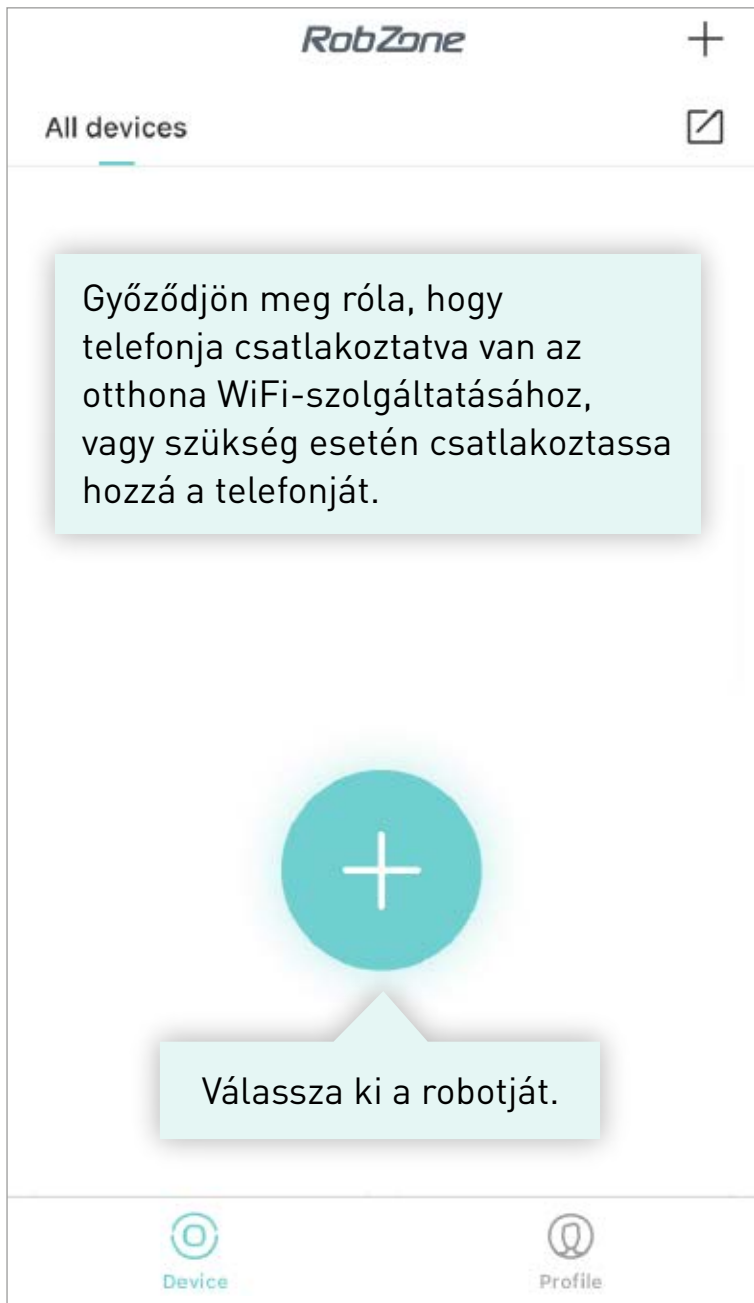 RobZone
All devices
Győződjön meg róla, hogy
telefonja csatlakoztatva van az
otthona WiFi-szolgáltatásához,
vagy szükség esetén csatlakoztassa
hozzá a telefonját.
Válassza ki a robotját.
Device
Profile